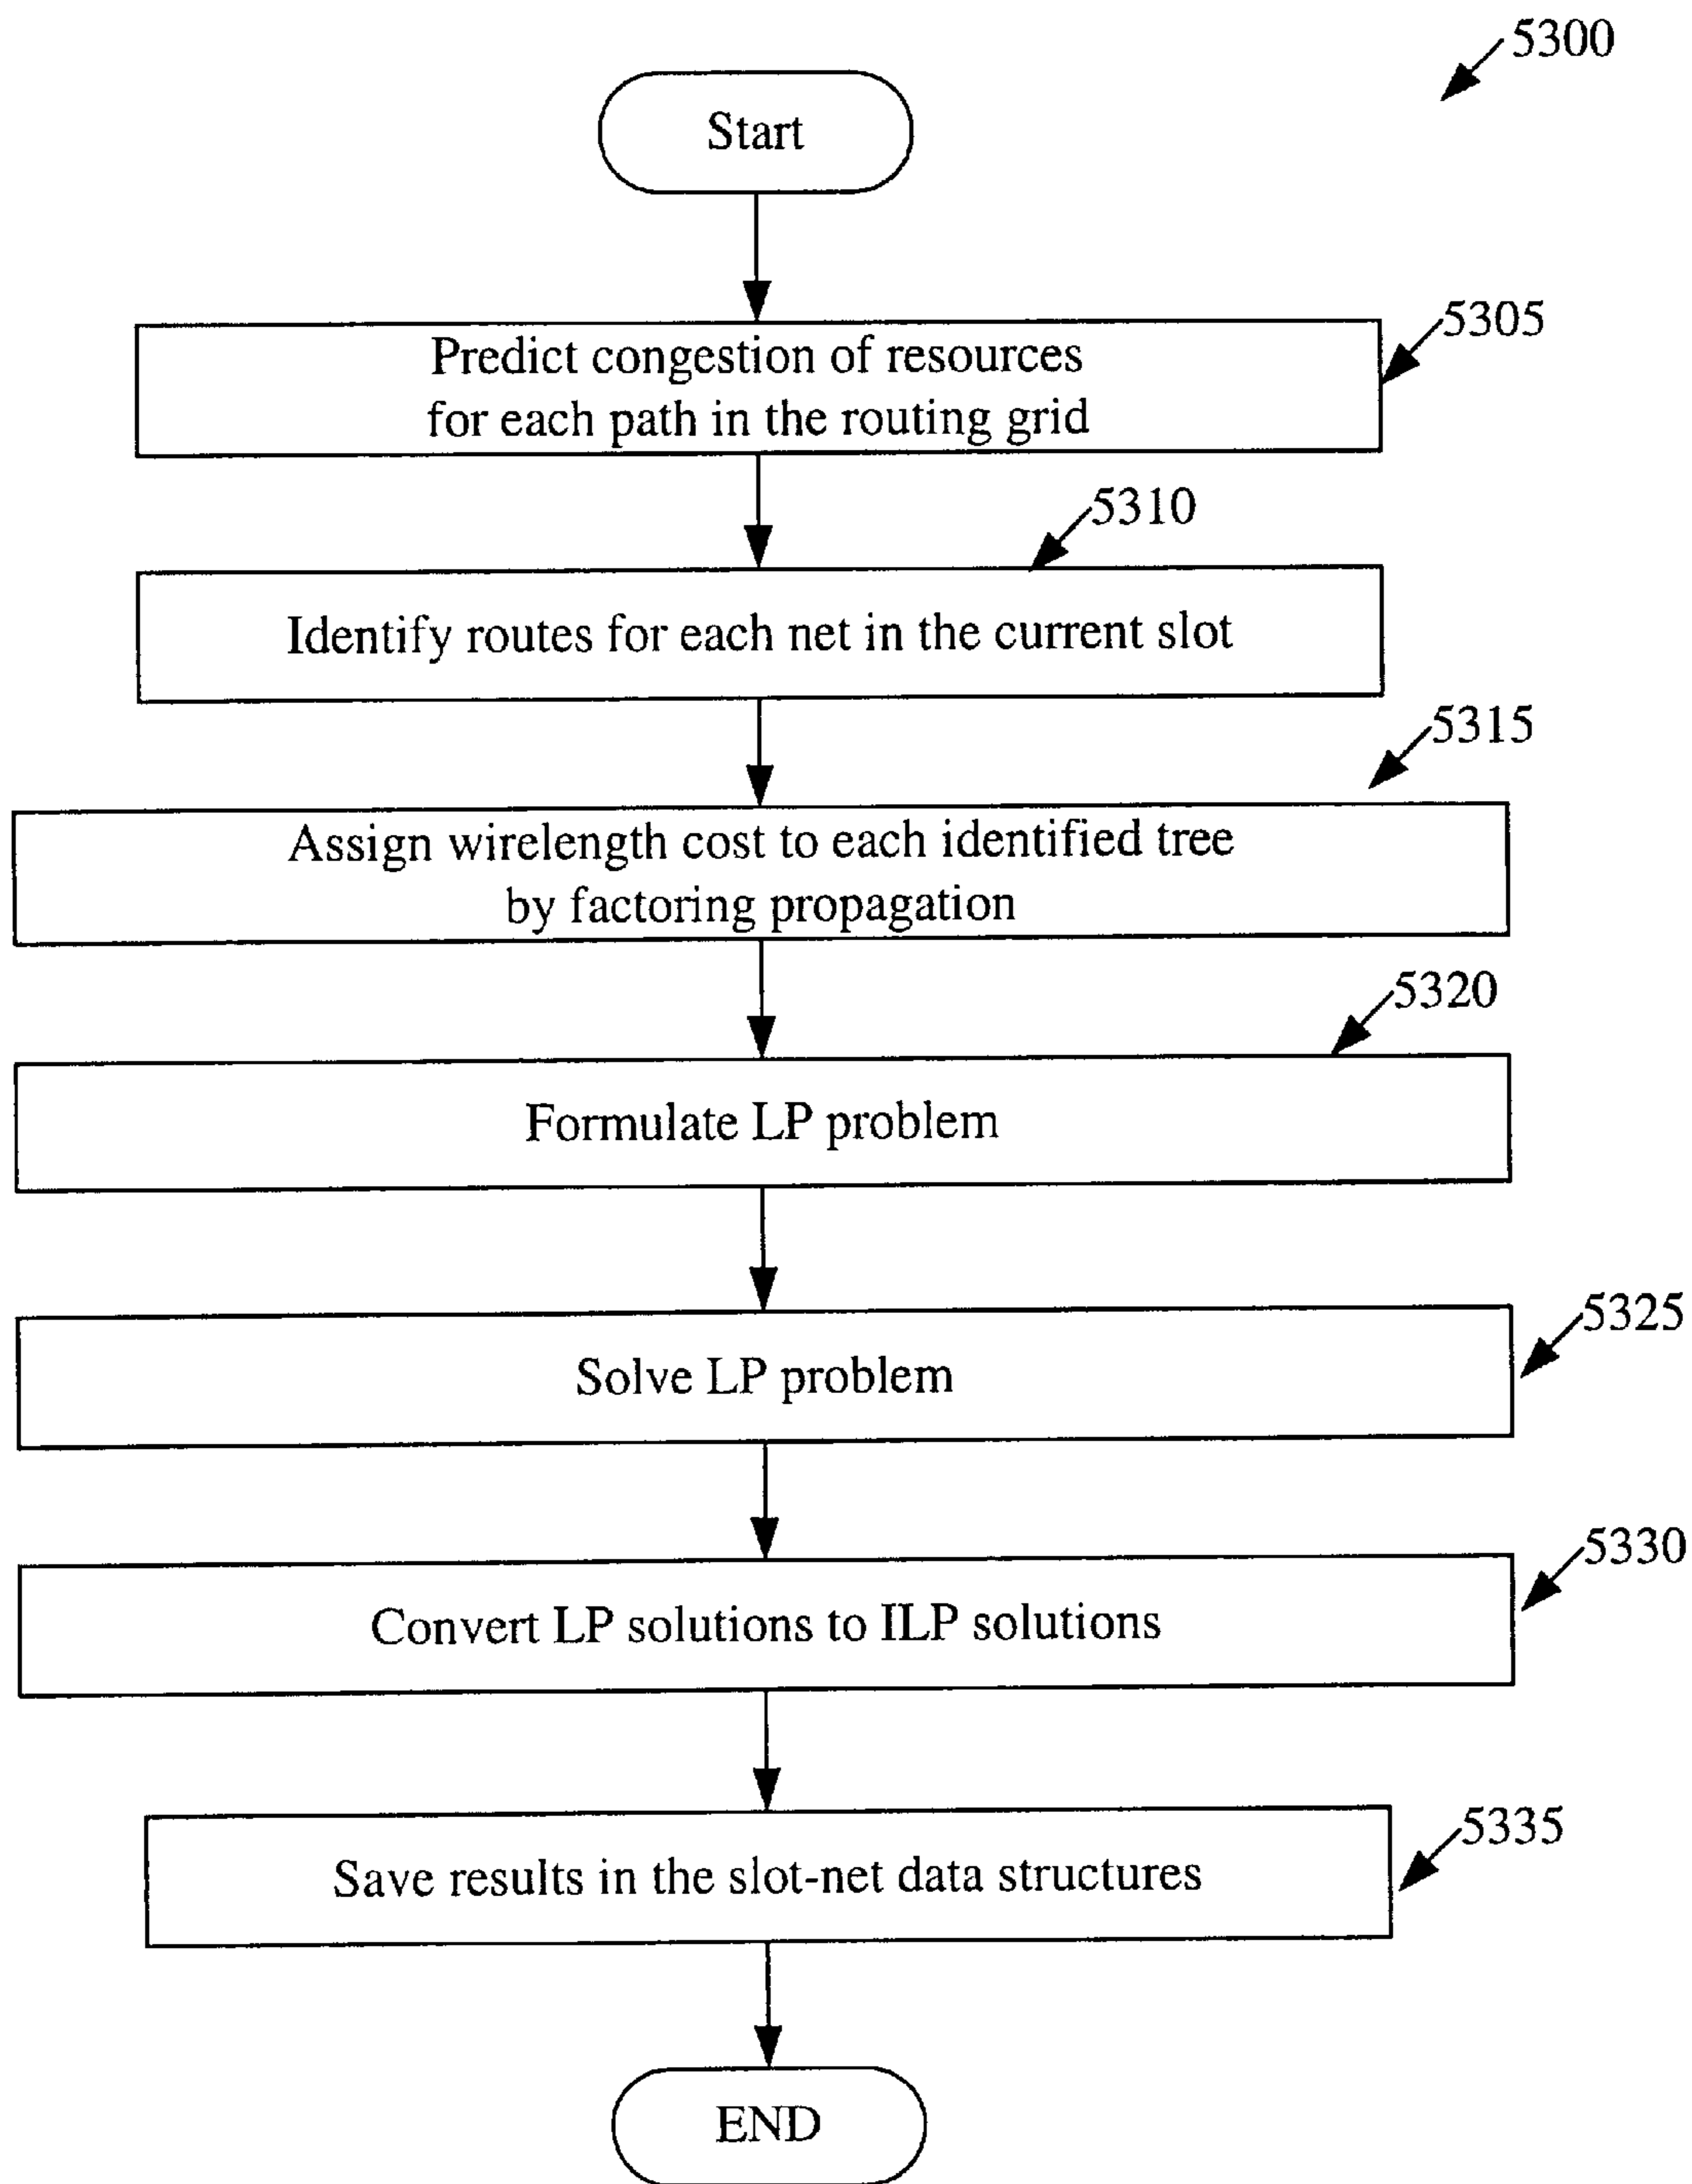 5300
Start
5305
Predict congestion of resources
for each path in the routing grid
5310
Identify routes for each net in the current slot
5315
Assign wirelength cost to each identified tree
by factoring propagation
5320
Formulate LP problem
5325
Solve LP problem
5330
Convert LP solutions to ILP solutions
5335
Save results in the slot-net data structures
END